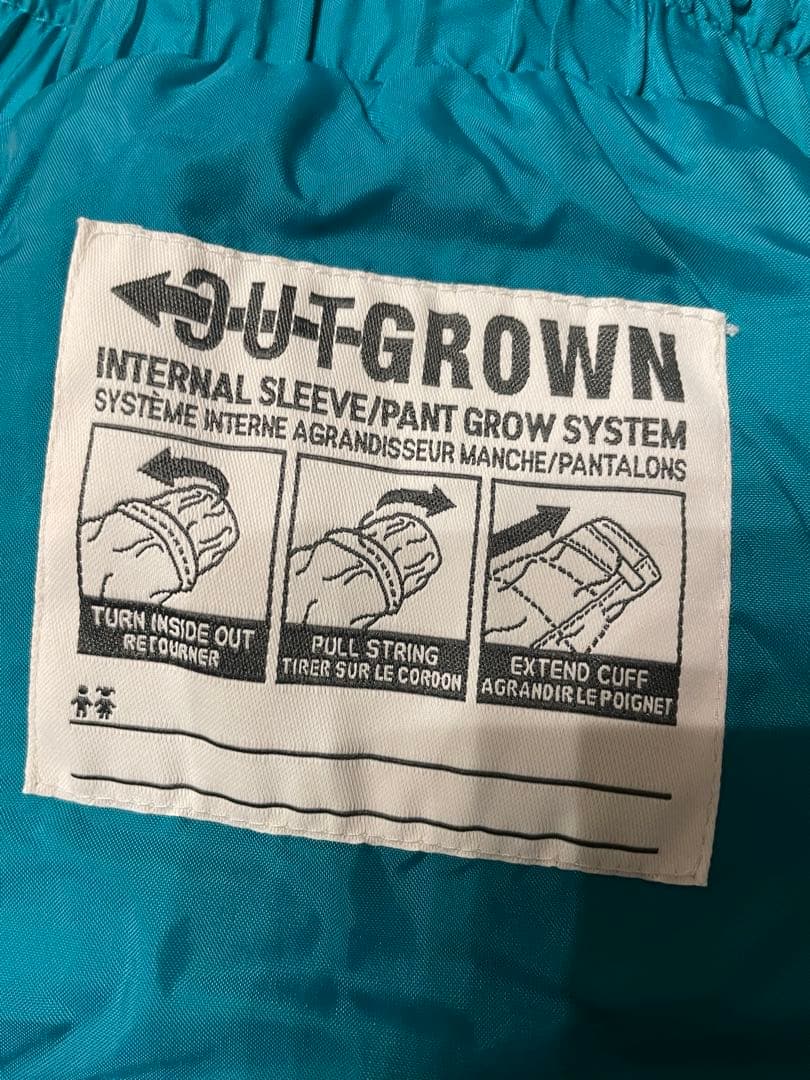 OUTGROWN
INTERNAL SLEEVE/PANT GROW SYSTEM
SYSTÈME INTERNE AGRANDISSEUR MANCHE/PANTALONS
TURN INSIDE OUT
RETOURNER
PULL STRING
TIRER SUR LE CORDON
EXTEND CUFF
AGRANDIR LE POIGNET